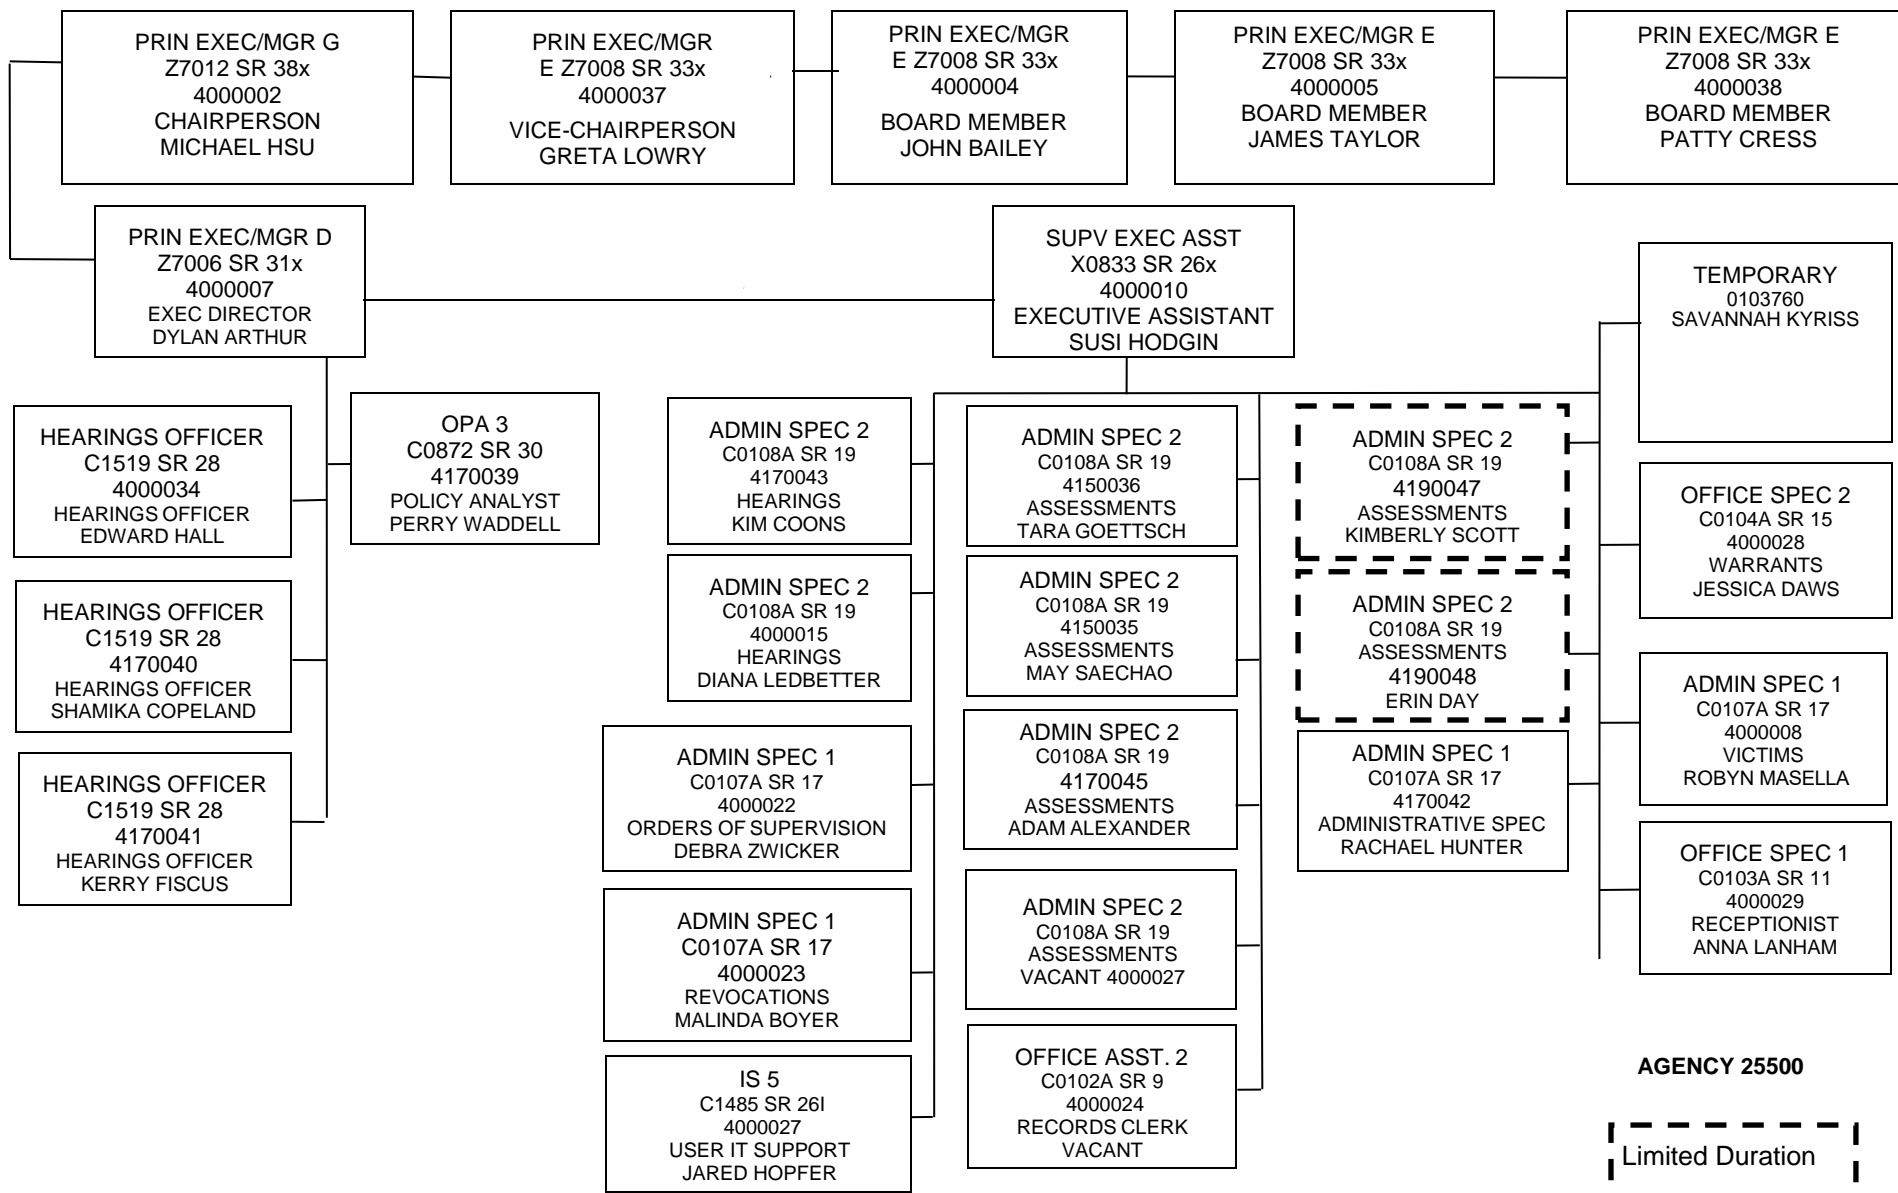 PRIN EXEC/MGR G
Z7012 SR 38x
4000002
CHAIRPERSON
MICHAEL HSU
PRIN EXEC/MGR
E Z7008 SR 33x
4000037
VICE-CHAIRPERSON
GRETA LOWRY
PRIN EXEC/MGR
E Z7008 SR 33x
4000004
BOARD MEMBER
JOHN BAILEY
PRIN EXEC/MGR E
Z7008 SR 33x
4000005
BOARD MEMBER
JAMES TAYLOR
PRIN EXEC/MGR E
Z7008 SR 33x
4000038
BOARD MEMBER
PATTY CRESS
PRIN EXEC/MGR D
Z7006 SR 31x
4000007
EXEC DIRECTOR
DYLAN ARTHUR
SUPV EXEC ASST
X0833 SR 26x
4000010
EXECUTIVE ASSISTANT
SUSI HODGIN
HEARINGS OFFICER
C1519 SR 28
4000034
HEARINGS OFFICER
EDWARD HALL
HEARINGS OFFICER
C1519 SR 28
4170040
HEARINGS OFFICER
SHAMIKA COPELAND
HEARINGS OFFICER
C1519 SR 28
4170041
HEARINGS OFFICER
KERRY FISCUS
OPA 3
C0872 SR 30
4170039
POLICY ANALYST
PERRY WADDELL
ADMIN SPEC 2
C0108A SR 19
4170043
HEARINGS
KIM COONS
ADMIN SPEC 2
C0108A SR 19
4000015
HEARINGS
DIANA LEDBETTER
ADMIN SPEC 1
C0107A SR 17
4000022
ORDERS OF SUPERVISION
DEBRA ZWICKER
ADMIN SPEC 1
C0107A SR 17
4000023
REVOCATIONS
MALINDA BOYER
IS 5
C1485 SR 26I
4000027
USER IT SUPPORT
JARED HOPFER
ADMIN SPEC 2
C0108A SR 19
4150036
ASSESSMENTS
TARA GOETTSCH
ADMIN SPEC 2
C0108A SR 19
4150035
ASSESSMENTS
MAY SAECHAO
ADMIN SPEC 2
C0108A SR 19
4170045
ASSESSMENTS
ADAM ALEXANDER
ADMIN SPEC 2
C0108A SR 19
ASSESSMENTS
VACANT 4000027
OFFICE ASST. 2
C0102A SR 9
4000024
RECORDS CLERK
VACANT
ADMIN SPEC 2
C0108A SR 19
4190047
ASSESSMENTS
KIMBERLY SCOTT
ADMIN SPEC 2
C0108A SR 19
ASSESSMENTS
4190048
ERIN DAY
ADMIN SPEC 1
C0107A SR 17
4170042
ADMINISTRATIVE SPEC
RACHAEL HUNTER
TEMPORARY
0103760
SAVANNAH KYRISS
OFFICE SPEC 2
C0104A SR 15
4000028
WARRANTS
JESSICA DAWS
ADMIN SPEC 1
C0107A SR 17
4000008
VICTIMS
ROBYN MASELLA
OFFICE SPEC 1
C0103A SR 11
4000029
RECEPTIONIST
ANNA LANHAM
AGENCY 25500
Limited Duration